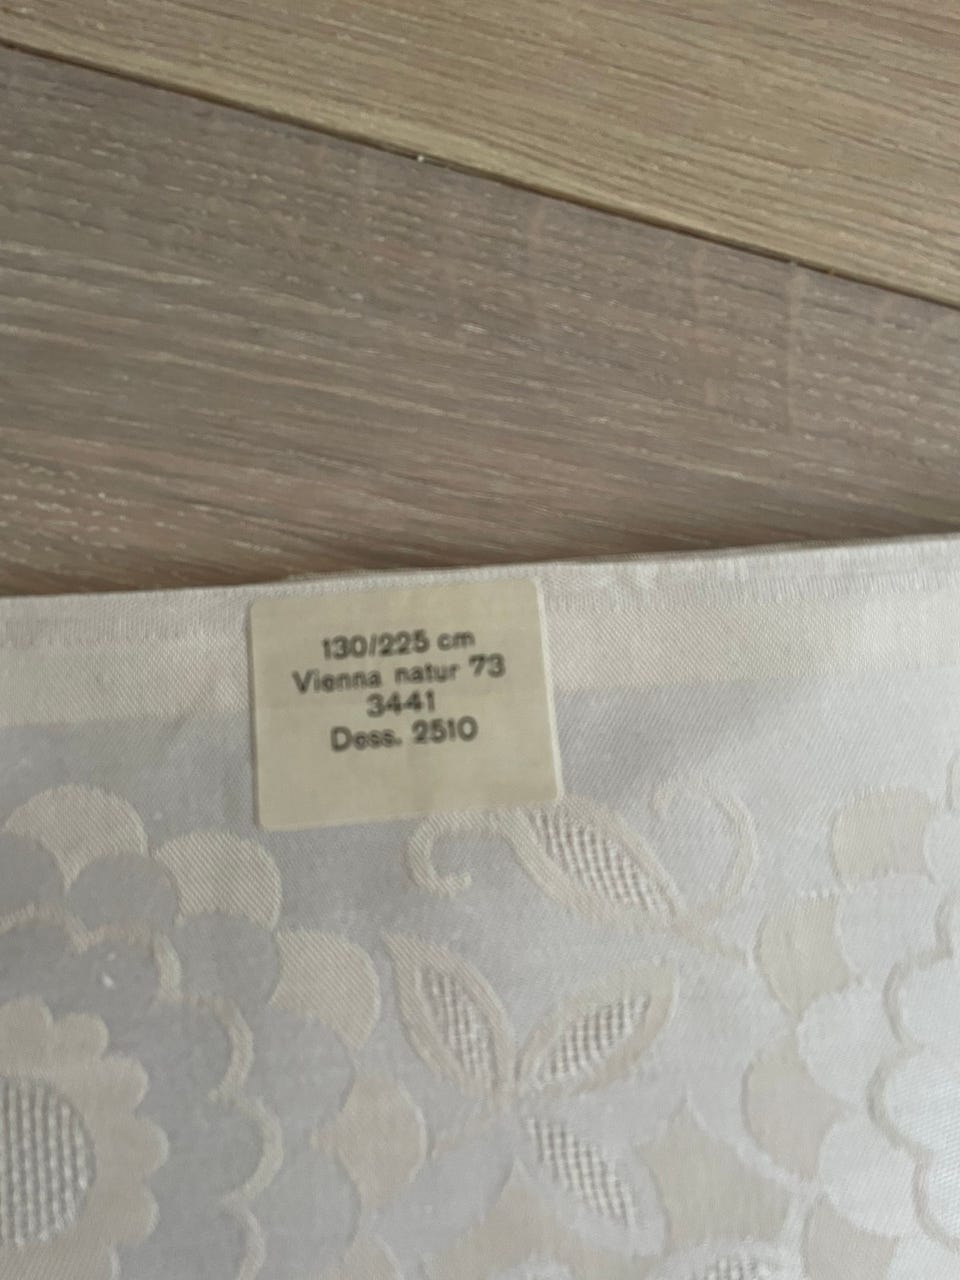 130/225 cm
Vienna natur 73
3441
Dess. 2510